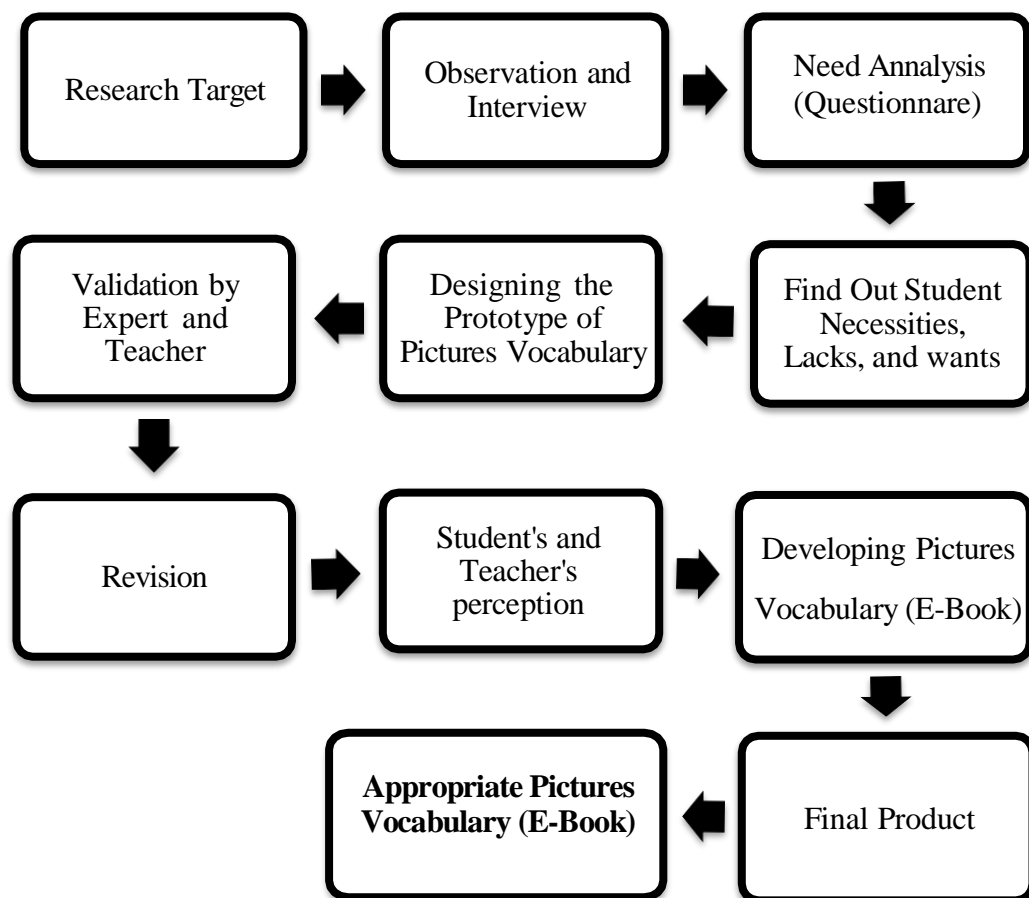 Research Target
Observation and
Interview
Need Annalysis
(Questionnare)
Find Out Student
Necessities,
Lacks, and wants
Designing the
Prototype of
Pictures Vocabulary
Validation by
Expert and
Teacher
Revision
Student's and
Teacher's
perception
Developing Pictures
Vocabulary (E-Book)
Final Product
Appropriate Pictures
Vocabulary (E-Book)